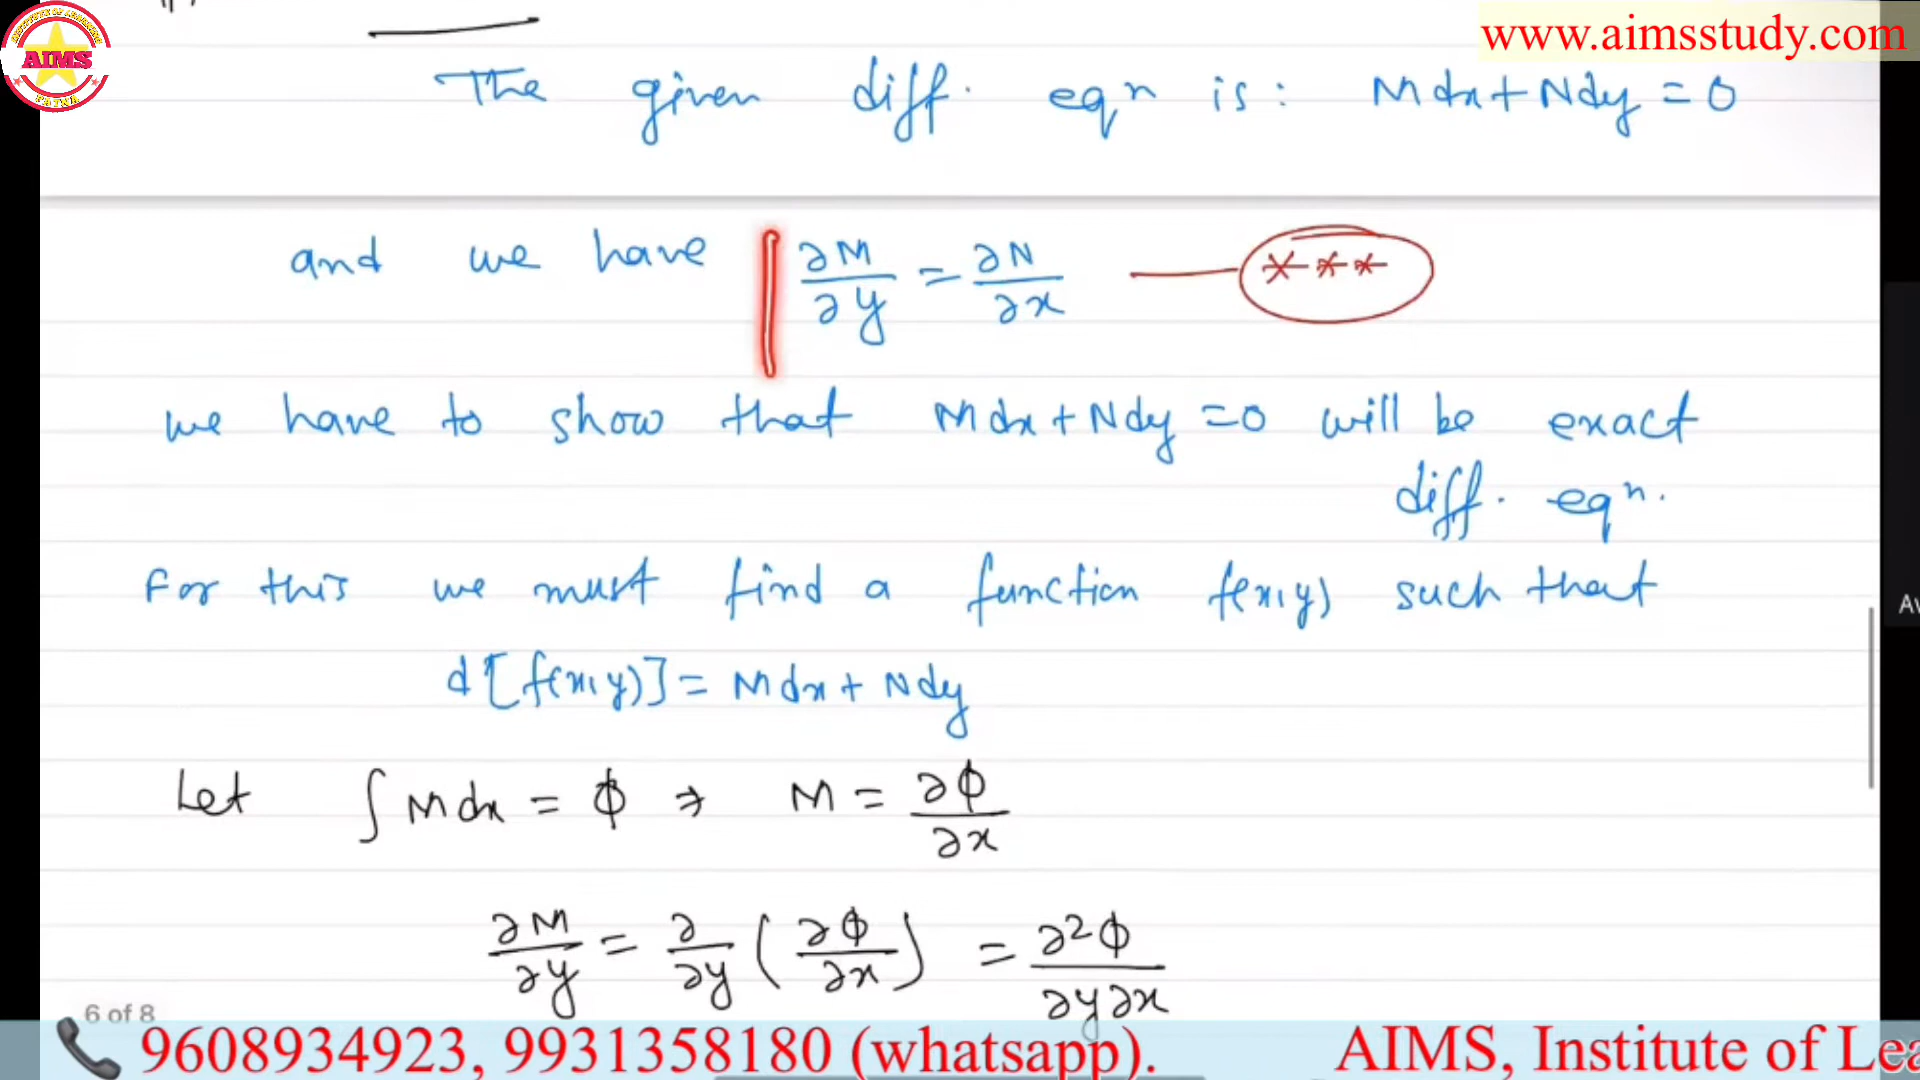 AIMS
PATNA
www.aimsstudy.com
The given diff. eqn is: Mdx + Ndy = 0
and we have ∂M/∂y = ∂N/∂x — ***
we have to show that Mdx + Ndy = 0 will be exact
diff. eqn.
For this we must find a function f(x,y) such that
d[f(x,y)] = Mdx + Ndy
Let ∫Mdx = ϕ → M = ∂ϕ/∂x
∂M/∂y = ∂/∂y (∂ϕ/∂x) = ∂²ϕ/∂y∂x
6 of 8
9608934923, 9931358180 (whatsapp). AIMS, Institute of Lea